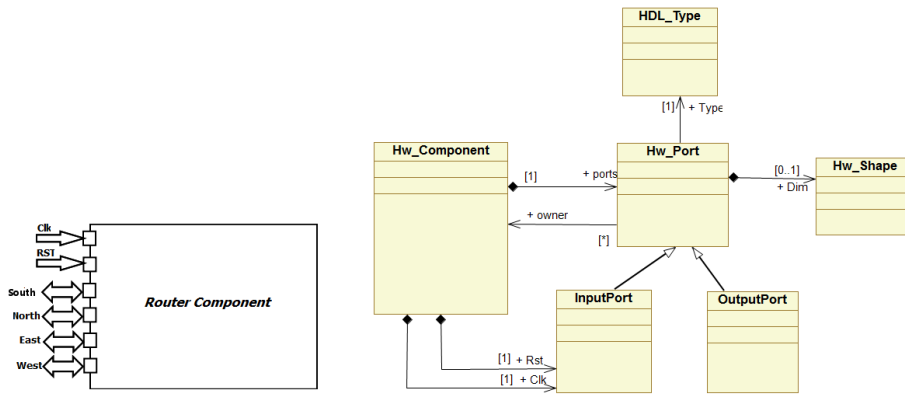 Clk
RST
South
North
East
West
Router Component
HDL_Type
[1]
+ Type
Hw_Component
[1]
+ ports
+ owner
[*]
Hw_Port
[0..1]
+ Dim
Hw_Shape
InputPort
OutputPort
[1]
+ Rst
[1]
+ Clk